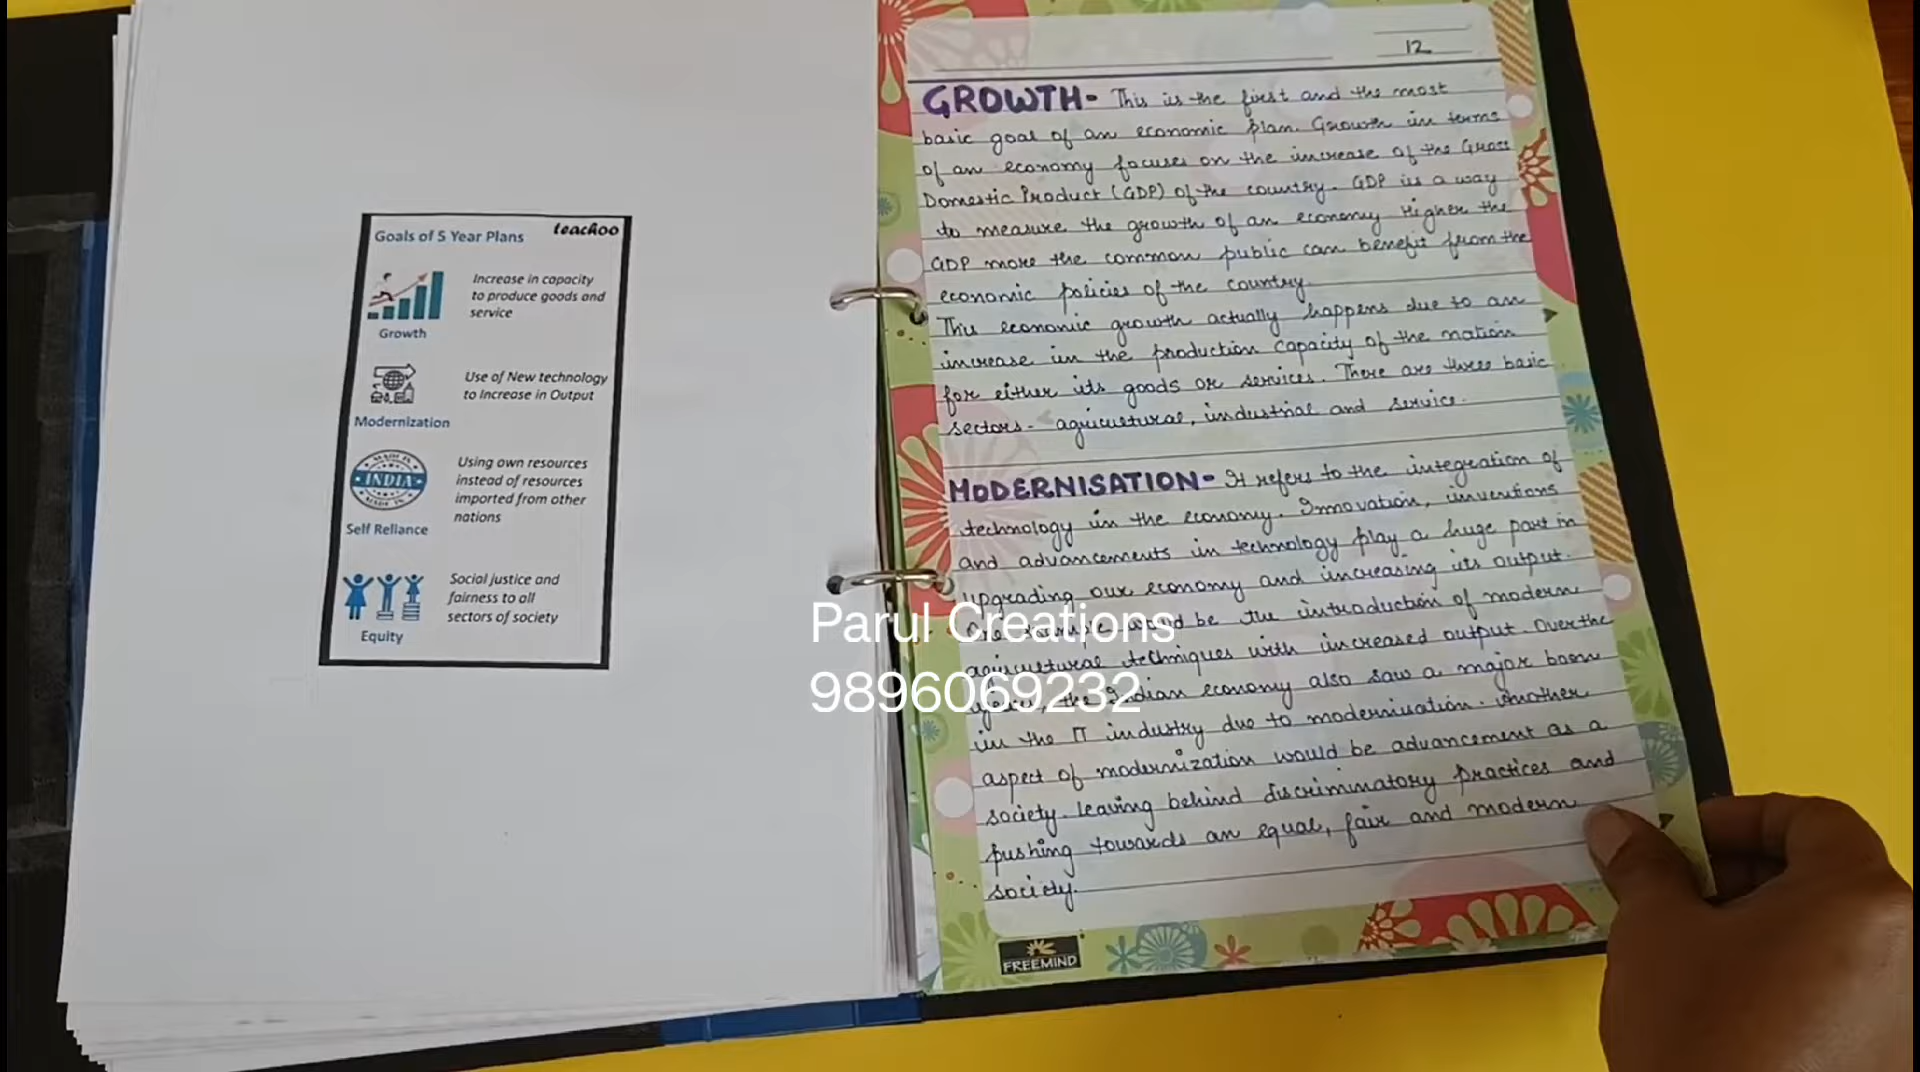 Goals of 5 Year Plans
teachoo
Increase in capacity
to produce goods and
service
Growth
Use of New technology
to Increase in Output
Modernization
MADE IN
INDIA
Using own resources
instead of resources
imported from other
nations
Self Reliance
Social justice and
fairness to all
sectors of society
Equity
12
GROWTH- This is the first and the most
basic goal of an economic plan. Growth in terms
of an economy focuses on the increase of the Gross
Domestic Product (GDP) of the country. GDP is a way
to measure the growth of an economy Higher the
GDP more the common public can benefit from the
economic policies of the country.
This economic growth actually happens due to an
increase in the production capacity of the nation
for either its goods or services. There are three basic
sectors- agricultural, industrial and service.
MODERNISATION- It refers to the integration of
technology in the economy. Innovation, inventions
and advancements in technology play a huge part in
upgrading our economy and increasing its output.
One would be the introduction of modern
agricultural techniques with increased output. Over the
years, the Indian economy also saw a major boom
in the IT industry due to modernisation. Another
aspect of modernization would be advancement as a
society. leaving behind discriminatory practices and
pushing towards an equal, fair and modern
society.
Parul Creations
9896069232
FREEMIND